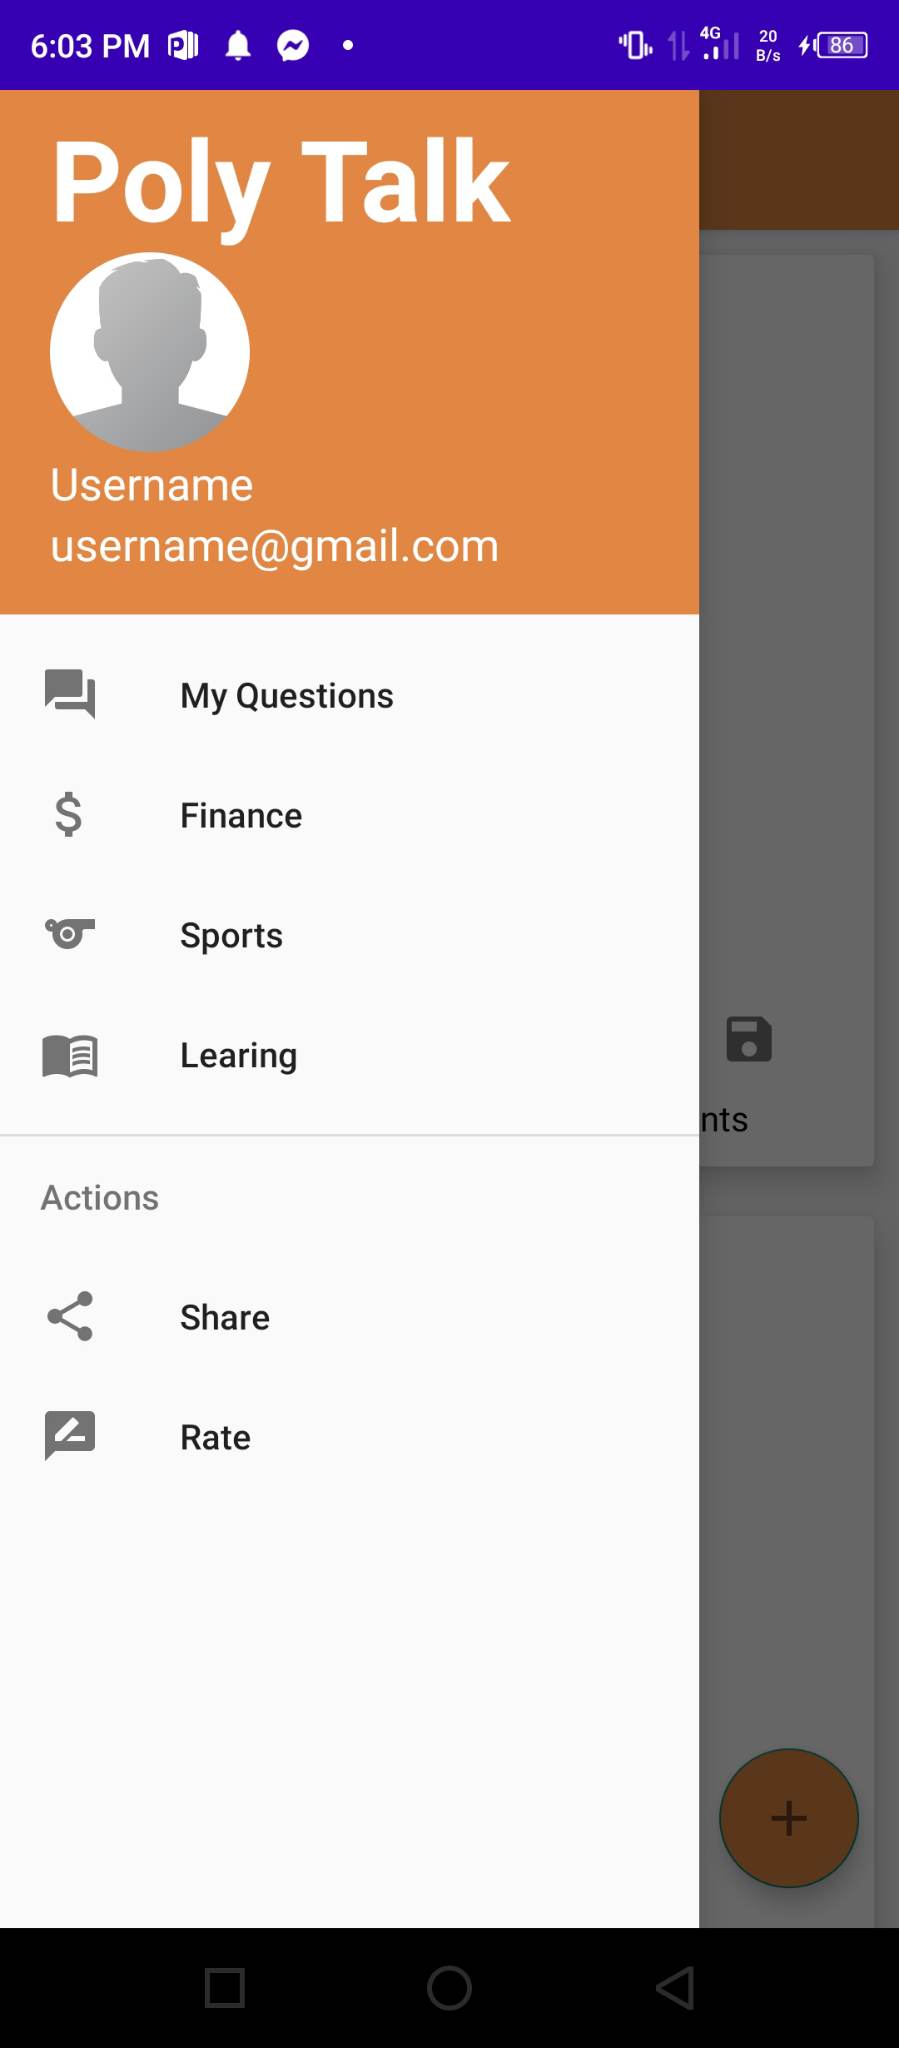 6:03 PM
4G
20
B/s
86
Poly Talk
Username
username@gmail.com
My Questions
Finance
Sports
Learing
nts
Actions
Share
Rate